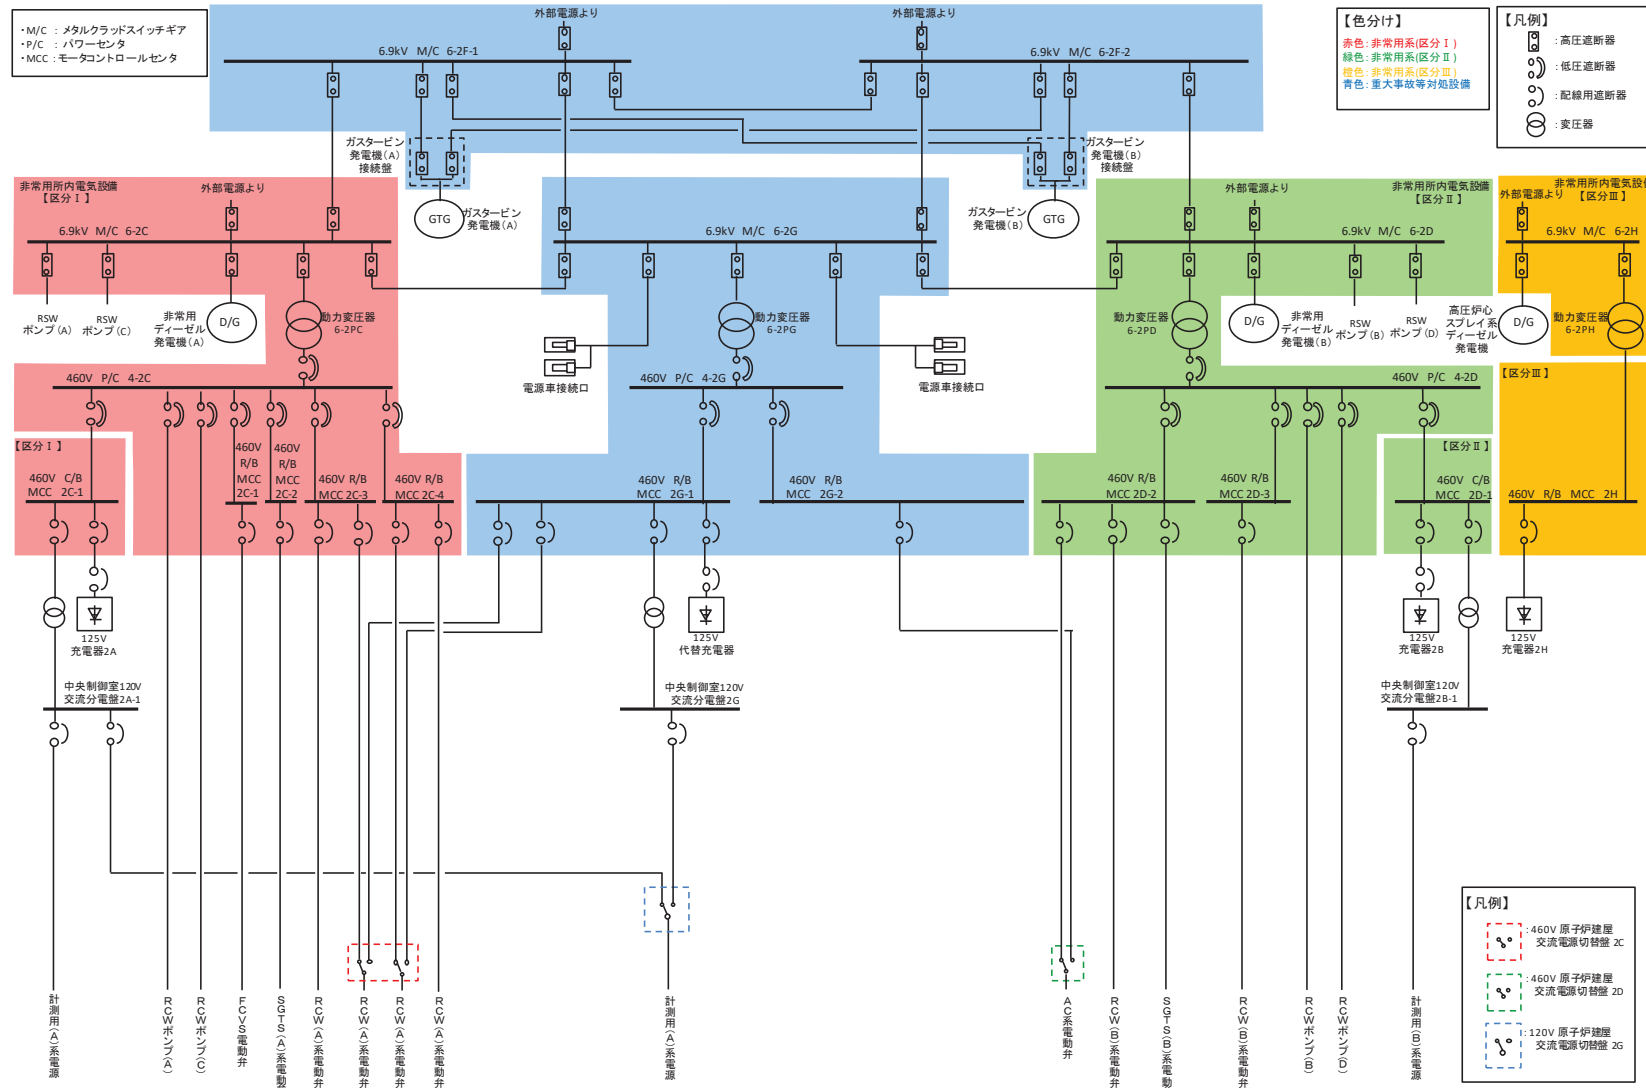 ・M/C ：メタルクラッドスイッチギア
・P/C ：パワーセンタ
・MCC：モータコントロールセンタ
外部電源より
外部電源より
6.9kV M/C 6-2F-1
6.9kV M/C 6-2F-2
【色分け】
赤色：非常用系(区分Ⅰ)
緑色：非常用系(区分Ⅱ)
橙色：非常用系(区分Ⅲ)
青色：重大事故等対処設備
【凡例】
：高圧遮断器
：低圧遮断器
：配線用遮断器
：変圧器
ガスタービン
発電機(A)
接続盤
ガスタービン
発電機(B)
接続盤
非常用所内電気設備
【区分Ⅰ】
外部電源より
GTG
ガスタービン
発電機(A)
ガスタービン
発電機(B)
GTG
外部電源より
非常用所内電気設備
【区分Ⅱ】
非常用所内電気設備
外部電源より
【区分Ⅲ】
6.9kV M/C 6-2C
6.9kV M/C 6-2G
6.9kV M/C 6-2D
6.9kV M/C 6-2H
RSW
ポンプ(A)
RSW
ポンプ(C)
非常用
ディーゼル
発電機(A)
D/G
動力変圧器
6-2PC
動力変圧器
6-2PG
動力変圧器
6-2PD
D/G
非常用
ディーゼル
発電機(B)
RSW
ポンプ(B)
RSW
ポンプ(D)
高圧炉心
スプレイ系
ディーゼル
発電機
D/G
動力変圧器
6-2PH
電源車接続口
電源車接続口
460V P/C 4-2C
460V P/C 4-2G
460V P/C 4-2D
【区分Ⅲ】
【区分Ⅰ】
【区分Ⅱ】
460V C/B
MCC 2C-1
460V
R/B
MCC
2C-1
460V
R/B
MCC
2C-2
460V R/B
MCC 2C-3
460V R/B
MCC 2C-4
460V R/B
MCC 2G-1
460V R/B
MCC 2G-2
460V R/B
MCC 2D-2
460V R/B
MCC 2D-3
460V C/B
MCC 2D-1
460V R/B MCC 2H
125V
充電器2A
125V
代替充電器
125V
充電器2B
125V
充電器2H
中央制御室120V
交流分電盤2A-1
中央制御室120V
交流分電盤2G
中央制御室120V
交流分電盤2B-1
計測用(A)系電源
RCWポンプ(A)
RCWポンプ(C)
FCVS電動弁
SGTS(A)系電動
RCW(A)系電動弁
RCW(A)系電動弁
RCW(A)系電動弁
RCW(A)系電動弁
計測用(A)系電源
AC系電動弁
RCW(B)系電動弁
SGTS(B)系電動
RCW(B)系電動弁
RCWポンプ(B)
RCWポンプ(D)
計測用(B)系電源
【凡例】
：460V 原子炉建屋
交流電源切替盤 2C
：460V 原子炉建屋
交流電源切替盤 2D
：120V 原子炉建屋
交流電源切替盤 2G